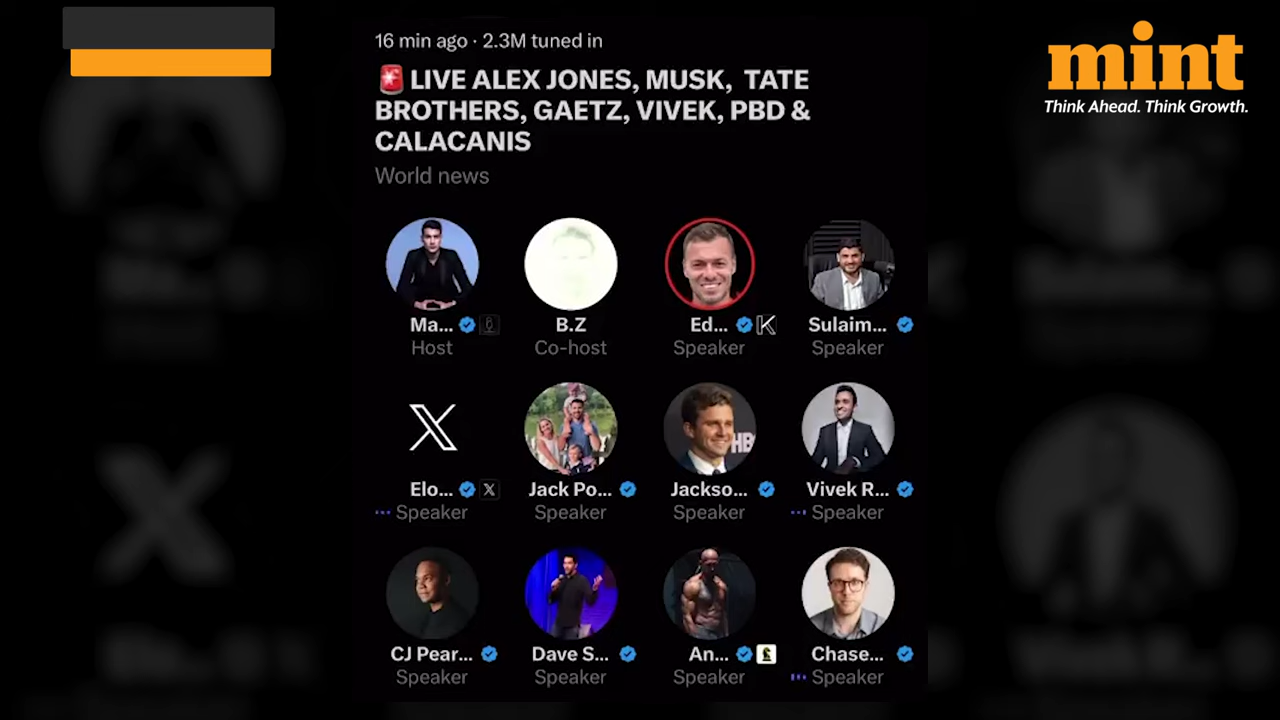 16 min ago · 2.3M tuned in
🚨 LIVE ALEX JONES, MUSK, TATE
BROTHERS, GAETZ, VIVEK, PBD &
CALACANIS
World news
Ma...
Host
B.Z
Co-host
Ed...
Speaker
Sulaim...
Speaker
Elo...
Speaker
Jack Po...
Speaker
Jackso...
Speaker
Vivek R...
Speaker
CJ Pear...
Speaker
Dave S...
Speaker
An...
Speaker
Chase...
Speaker
mint
Think Ahead. Think Growth.